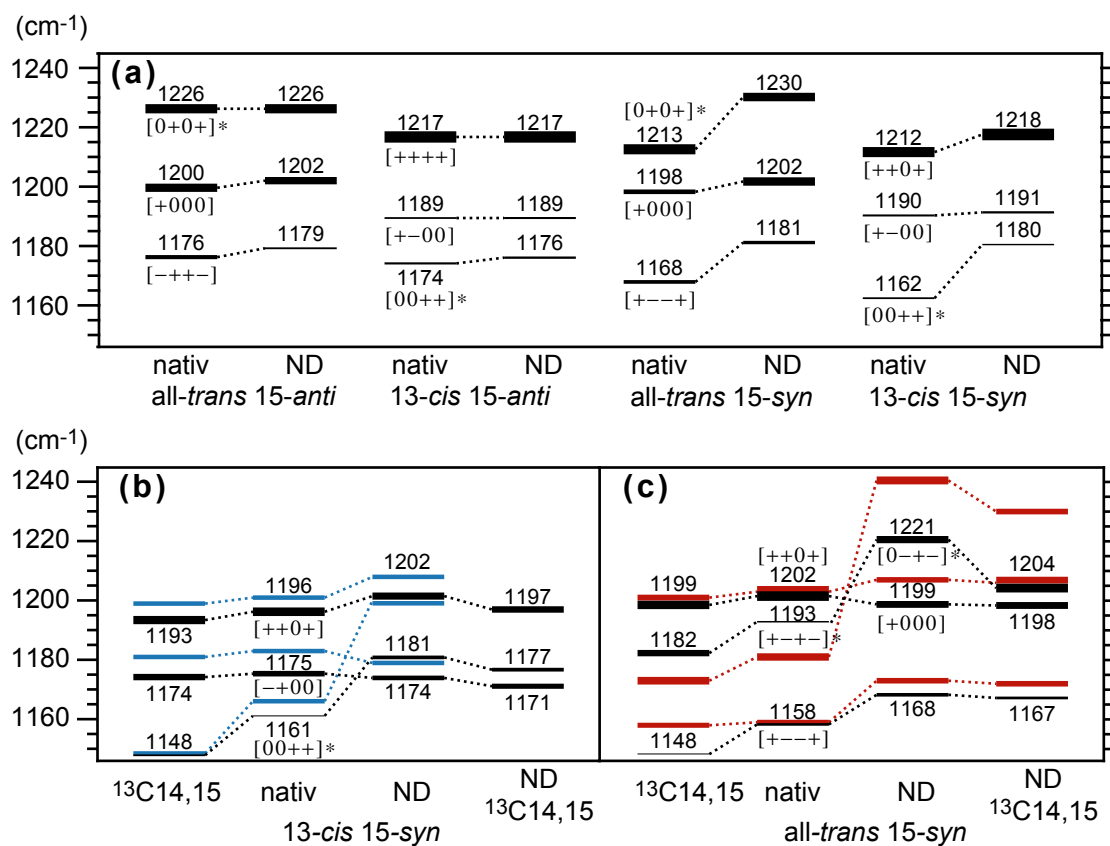 (cm-1)
(a)
1240
1220
1200
1180
1160
1226 1226
[0+0+]*
1200 1202
[+000]
1176 1179
[-++-]
1217 1217
[++++]
1189 1189
[+-00]
1174 1176
[00++]*
[0+0+]* 1230
1213
1198 1202
[+000]
1168 1181
[+--+]
1212 1218
[++0+]
1190 1191
[+-00]
1162 1180
[00++]*
nativ ND nativ ND nativ ND nativ ND
all-trans 15-anti 13-cis 15-anti all-trans 15-syn 13-cis 15-syn
(cm-1)
1240
1220
1200
1180
1160
(b)
1193 1196 1202 1197
[++0+]
1174 1175 1181 1177
[-+00] 1174 1171
1148 1161
[00++]*
13C14,15 nativ ND ND
13C14,15
13-cis 15-syn
(c)
[++0+] 1221
1199 1202 [0-+-]* 1204
1182 1193 1199 1198
[+-+-]* [+000]
1148 1158 1168 1167
[+--+]
13C14,15 nativ ND ND
13C14,15
all-trans 15-syn